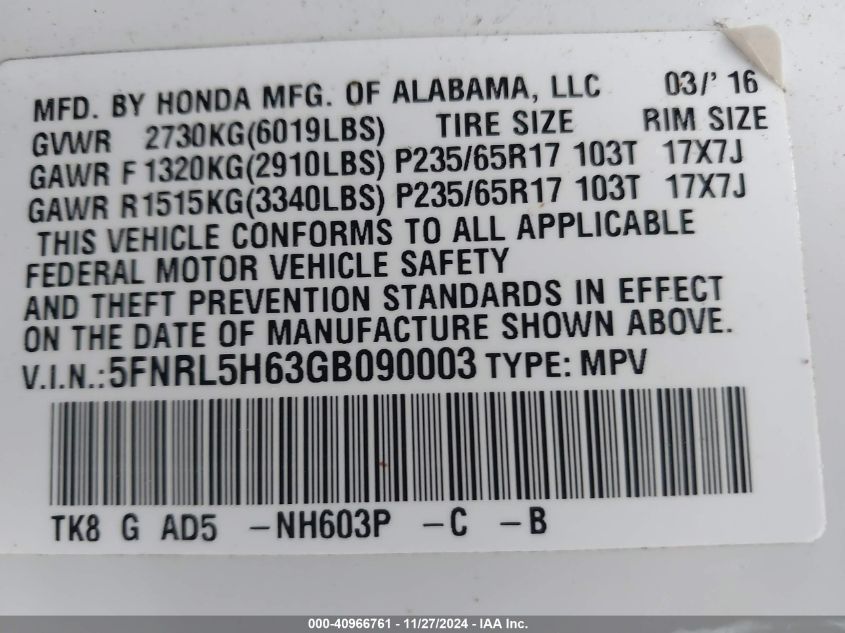 MFD. BY HONDA MFG. OF ALABAMA, LLC 03/' 16
GVWR 2730KG(6019LBS) TIRE SIZE RIM SIZE
GAWR F1320KG(2910LBS) P235/65R17 103T 17X7J
GAWR R1515KG(3340LBS) P235/65R17 103T 17X7J
THIS VEHICLE CONFORMS TO ALL APPLICABLE
FEDERAL MOTOR VEHICLE SAFETY
AND THEFT PREVENTION STANDARDS IN EFFECT
ON THE DATE OF MANUFACTURE SHOWN ABOVE.
V.I.N.:5FNRL5H63GB090003 TYPE: MPV
TK8 G AD5 -NH603P -C -B
000-40966761 - 11/27/2024 - IAA Inc.